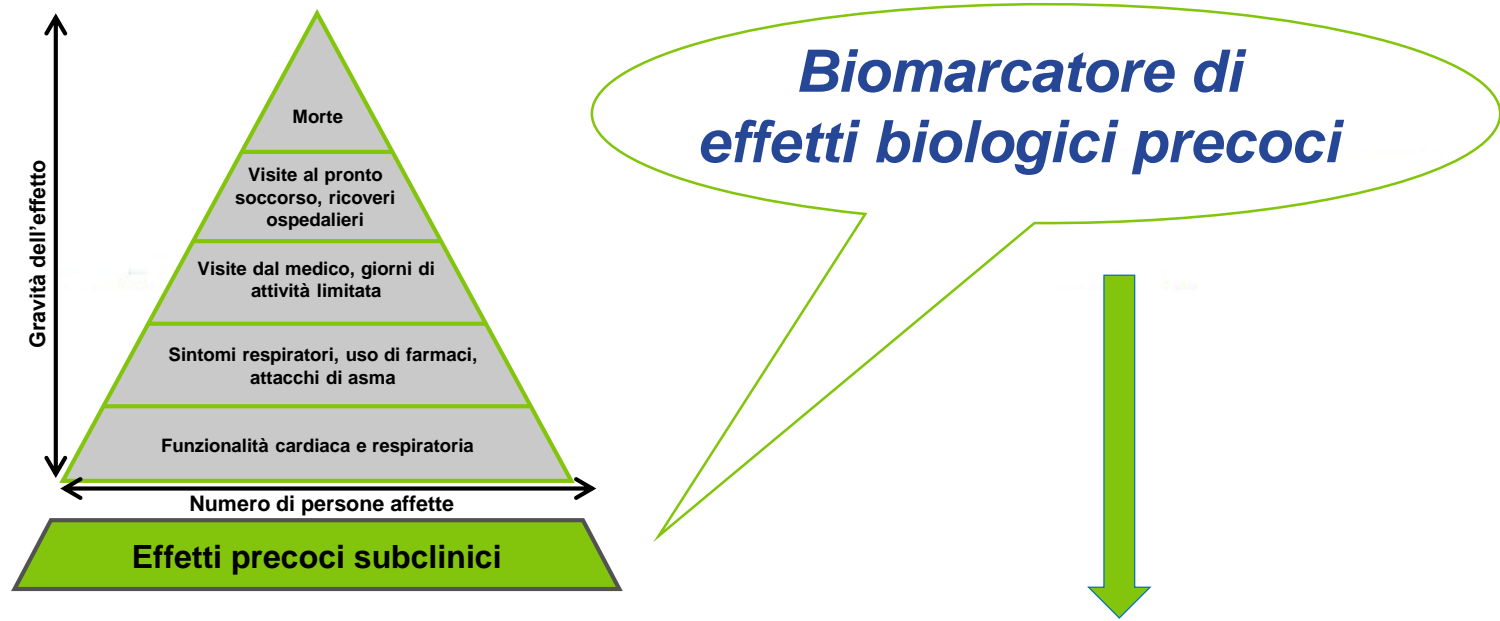 Biomarcatore di
effetti biologici precoci
Gravità dell'effetto
Morte
Visite al pronto
soccorso, ricoveri
ospedalieri
Visite dal medico, giorni di
attività limitata
Sintomi respiratori, uso di farmaci,
attacchi di asma
Funzionalità cardiaca e respiratoria
Numero di persone affette
Effetti precoci subclinici